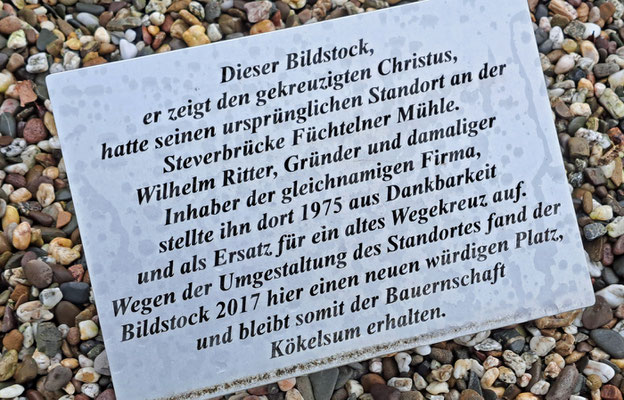 Dieser Bildstock,
er zeigt den gekreuzigten Christus,
hatte seinen ursprünglichen Standort an der
Steverbrücke Füchtelner Mühle.
Wilhelm Ritter, Gründer und damaliger
Inhaber der gleichnamigen Firma,
stellte ihn dort 1975 aus Dankbarkeit
und als Ersatz für ein altes Wegekreuz auf.
Wegen der Umgestaltung des Standortes fand der
Bildstock 2017 hier einen neuen würdigen Platz,
und bleibt somit der Bauernschaft
Kökelsum erhalten.